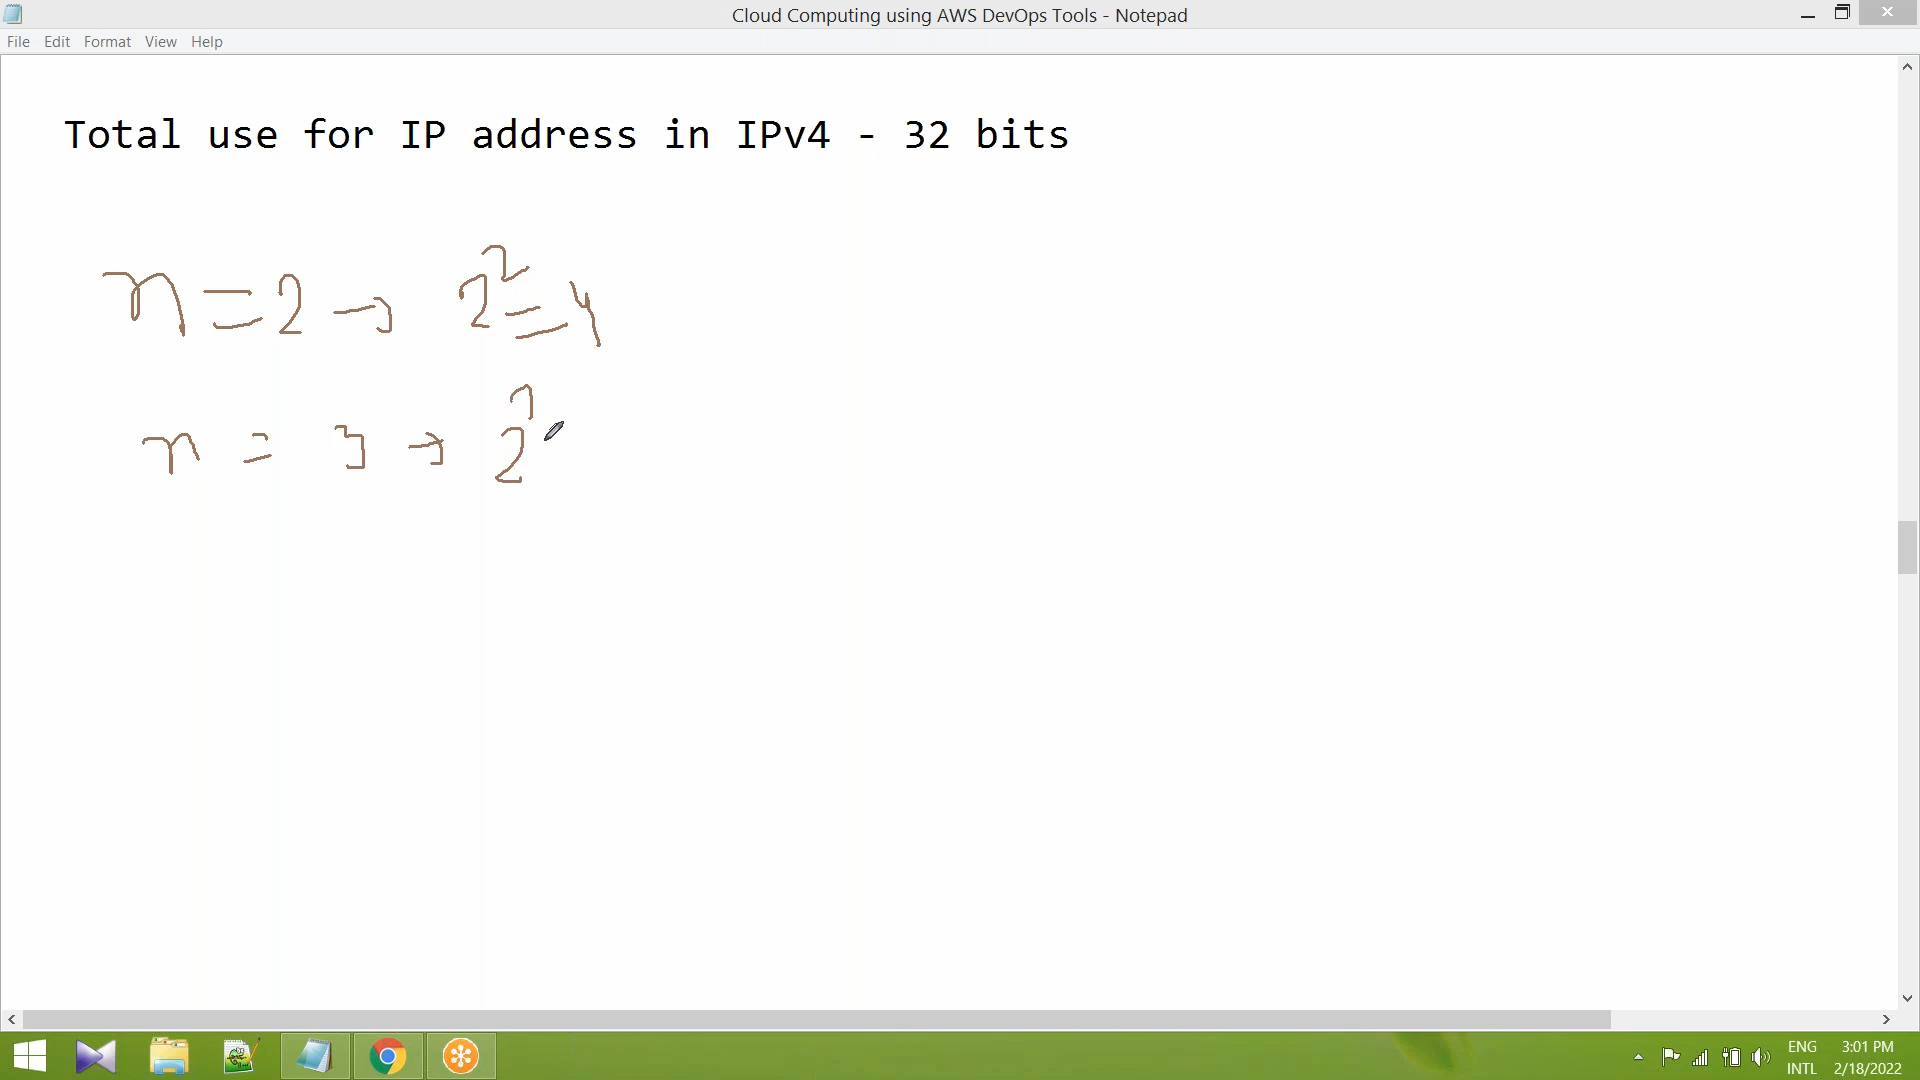 Cloud Computing using AWS DevOps Tools - Notepad
File Edit Format View Help
Total use for IP address in IPv4 - 32 bits
n = 2 → 2² = 4
n = 3 → 2
ENG 3:01 PM
INTL 2/18/2022